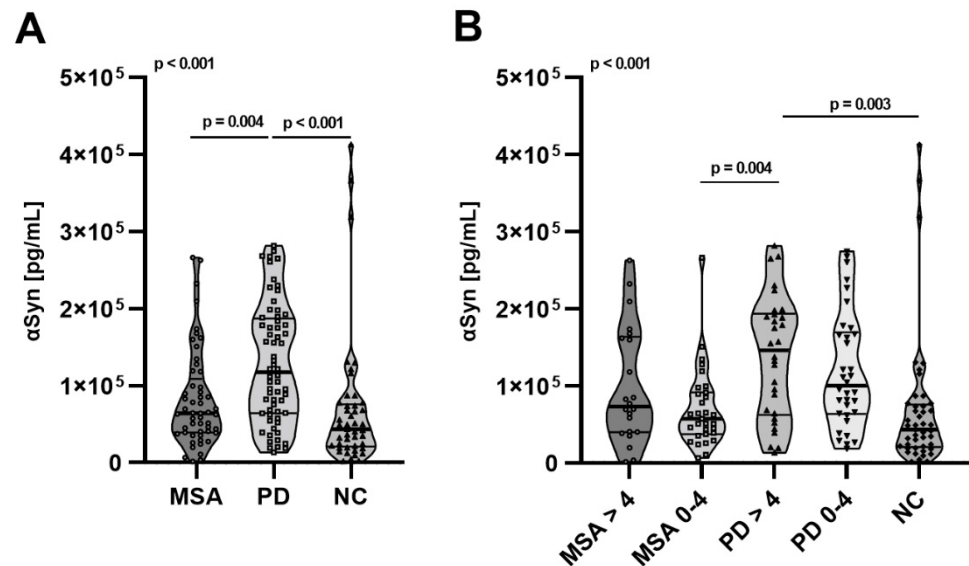 A
p < 0.001
5×10⁵
4×10⁵
3×10⁵
2×10⁵
1×10⁵
0
αSyn [pg/mL]
p = 0.004
p < 0.001
MSA
PD
NC
B
p < 0.001
5×10⁵
4×10⁵
3×10⁵
2×10⁵
1×10⁵
0
αSyn [pg/mL]
p = 0.003
p = 0.004
MSA > 4
MSA 0-4
PD > 4
PD 0-4
NC